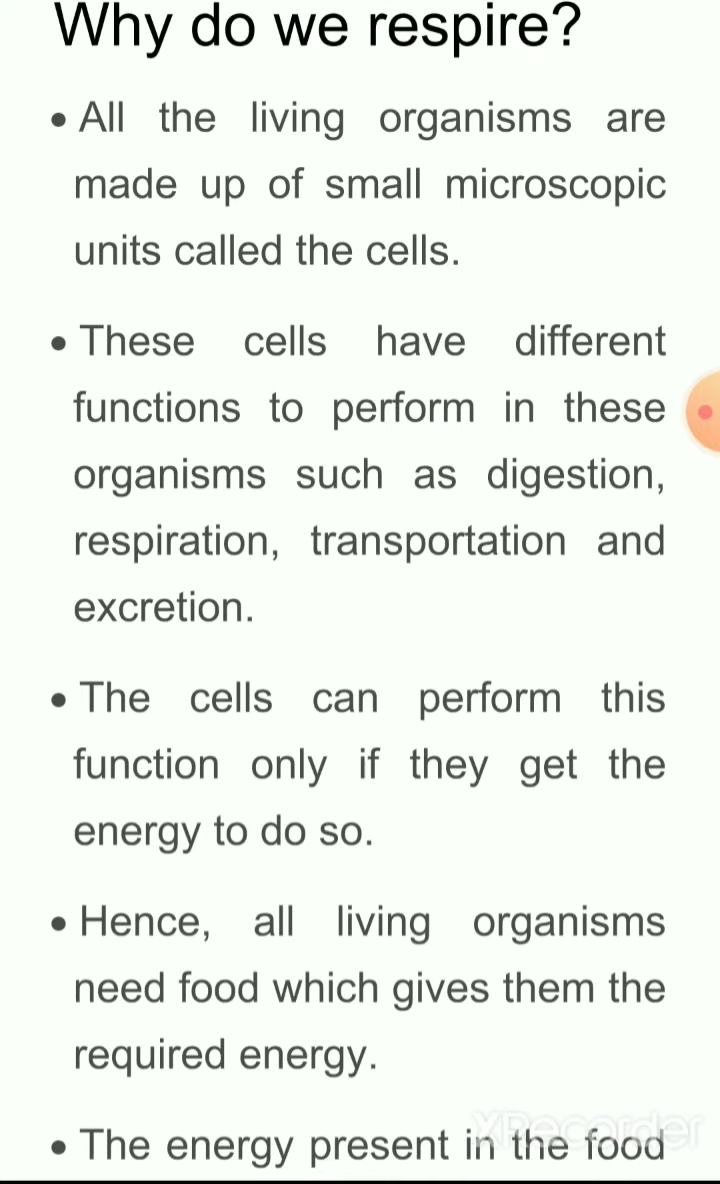 Why do we respire?
• All the living organisms are
made up of small microscopic
units called the cells.
• These cells have different
functions to perform in these
organisms such as digestion,
respiration, transportation and
excretion.
• The cells can perform this
function only if they get the
energy to do so.
• Hence, all living organisms
need food which gives them the
required energy.
XRecorder
• The energy present in the food